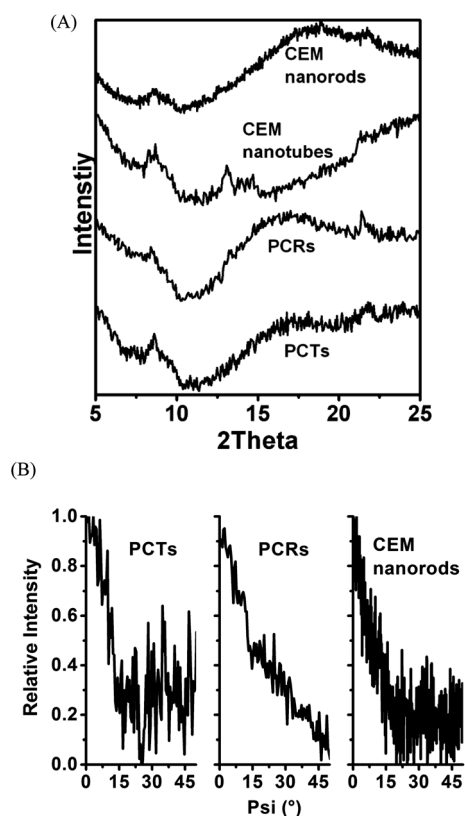 (A)
CEM
nanorods
CEM
nanotubes
PCRs
PCTs
Intenstiy
5 10 15 20 25
2Theta
(B)
1.0
0.8
0.6
0.4
0.2
0.0
Relative Intensity
PCTs
PCRs
CEM
nanorods
0 15 30 45 0 15 30 45 0 15 30 45
Psi (°)